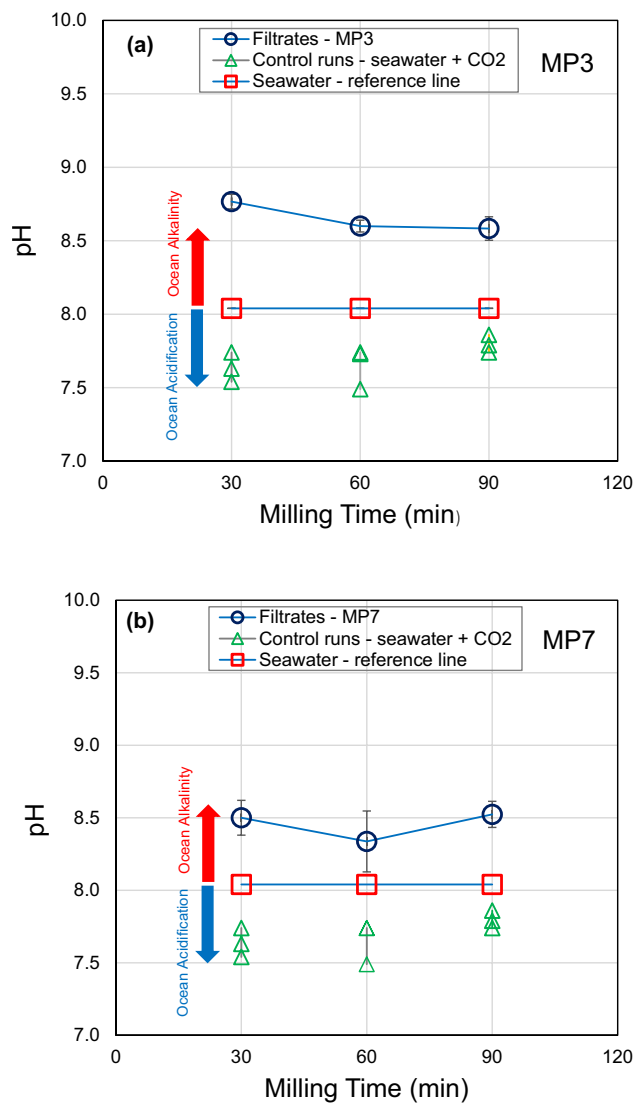 10.0
(a)
Filtrates - MP3
MP3
Control runs - seawater + CO2
Seawater - reference line
9.5
9.0
8.5
8.0
7.5
7.0
pH
Ocean Alkalinity
Ocean Acidification
0
30
60
90
120
Milling Time (min)
10.0
(b)
Filtrates - MP7
MP7
Control runs - seawater + CO2
Seawater - reference line
9.5
9.0
8.5
8.0
7.5
7.0
pH
Ocean Alkalinity
Ocean Acidification
0
30
60
90
120
Milling Time (min)